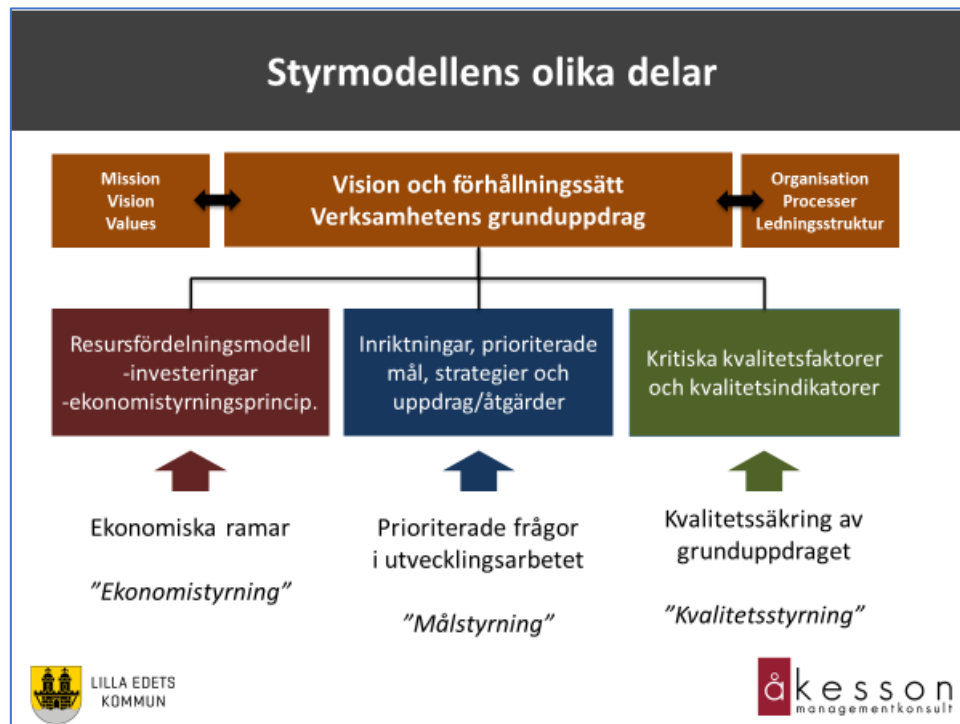 Styrmodellens olika delar
Mission
Vision
Values
Vision och förhållningssätt
Verksamhetens grunduppdrag
Organisation
Processer
Ledningsstruktur
Resursfördelningsmodell
-investeringar
-ekonomistyrningsprincip.
Inriktningar, prioriterade
mål, strategier och
uppdrag/åtgärder
Kritiska kvalitetsfaktorer
och kvalitetsindikatorer
Ekonomiska ramar
”Ekonomistyrning”
Prioriterade frågor
i utvecklingsarbetet
”Målstyrning”
Kvalitetssäkring av
grunduppdraget
”Kvalitetsstyrning”
LILLA EDETS
KOMMUN
åkesson
managementkonsult